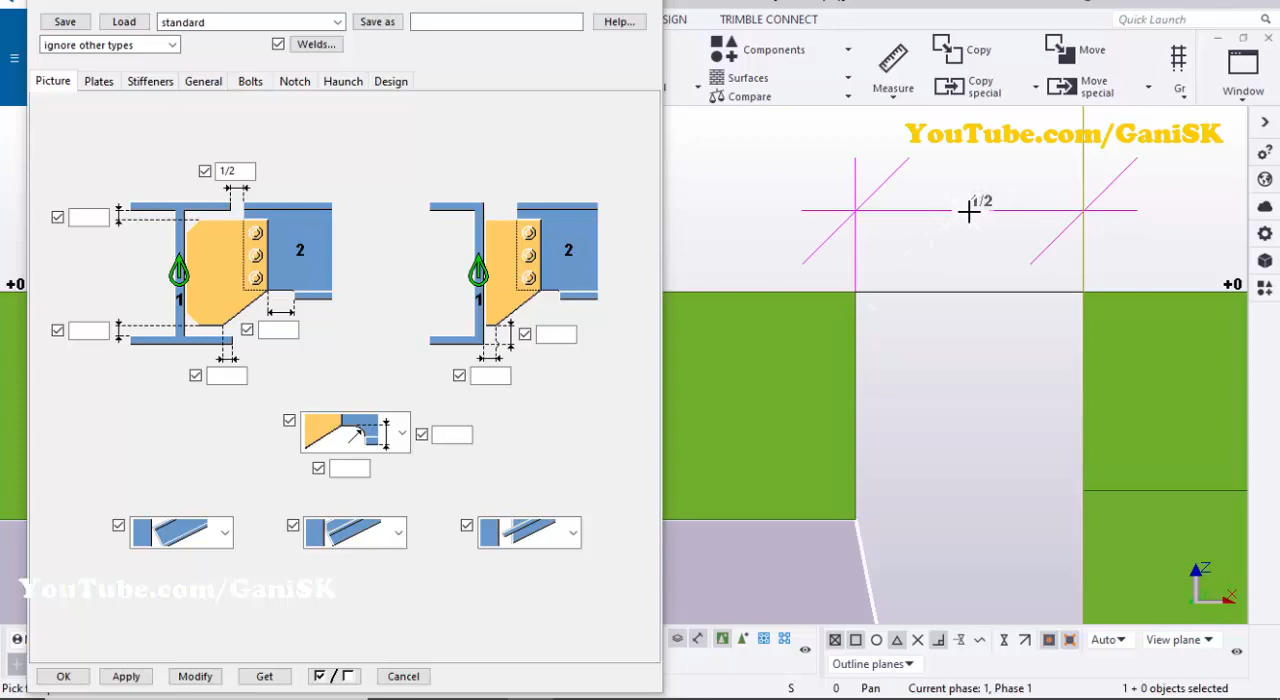 Save Load standard Save as Help...
ignore other types Welds...
Picture Plates Stiffeners General Bolts Notch Haunch Design
SIGN TRIMBLE CONNECT Quick Launch
Components Copy Move
Surfaces Measure Copy special Move special Gr Window
Compare
YouTube.com/GaniSK
1/2
1/2
2 2
1 1
+0 +0
Z
X
YouTube.com/GaniSK
Auto View plane
Outline planes
OK Apply Modify Get / Cancel
S 0 Pan Current phase: 1, Phase 1 1 + 0 objects selected